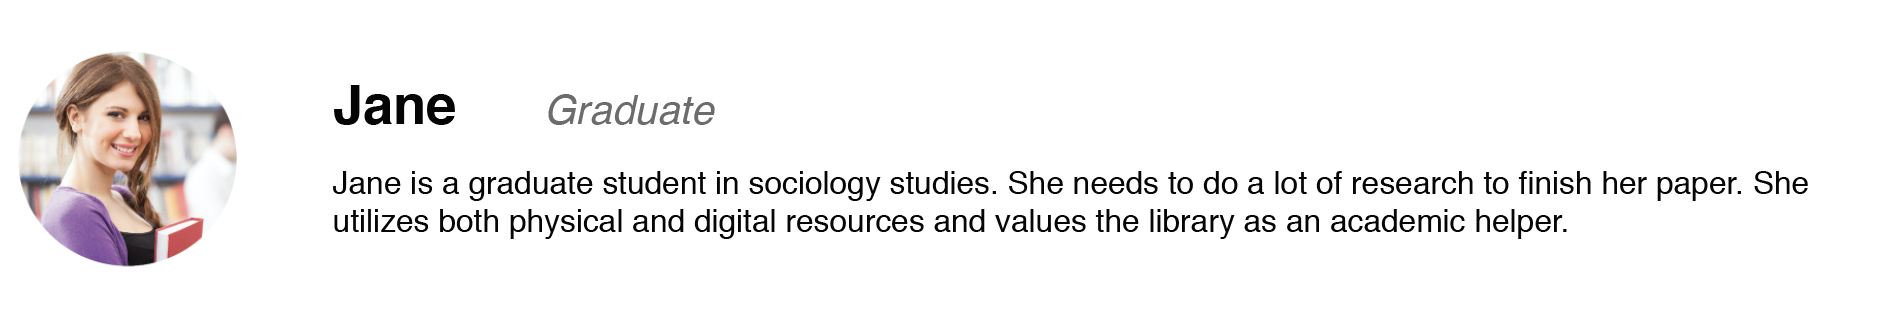 Jane Graduate
Jane is a graduate student in sociology studies. She needs to do a lot of research to finish her paper. She
utilizes both physical and digital resources and values the library as an academic helper.